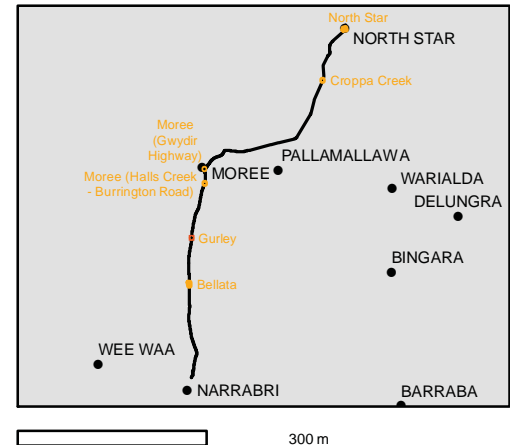 North Star
NORTH STAR
Croppa Creek
Moree
(Gwydir
Highway)
PALLAMALLAWA
MOREE
Moree (Halls Creek
- Burrington Road)
WARIALDA
DELUNGRA
Gurley
BINGARA
Bellata
WEE WAA
NARRABRI
BARRABA
300 m